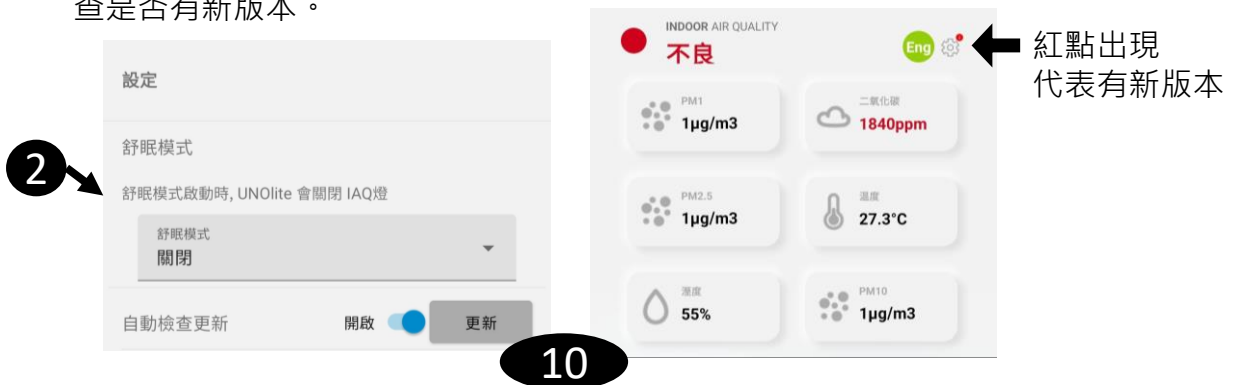 查是否有新版本。
設定
舒眠模式
2
舒眠模式啟動時, UNOlite 會關閉 IAQ燈
舒眠模式
關閉
自動檢查更新
開啟
更新
INDOOR AIR QUALITY
不良
Eng
紅點出現
代表有新版本
PM1
1μg/m3
二氧化碳
1840ppm
PM2.5
1μg/m3
溫度
27.3°C
溼度
55%
PM10
1μg/m3
10